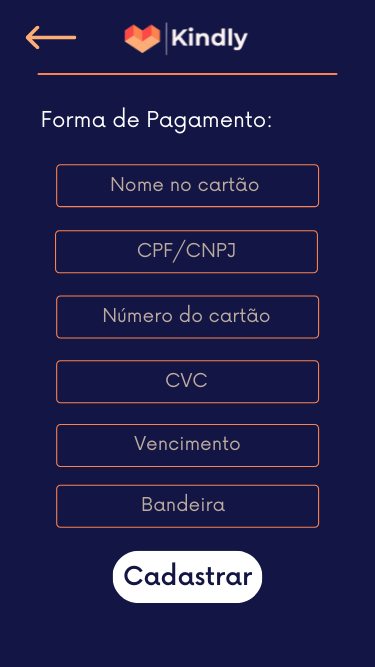 Kindly
Forma de Pagamento:
Nome no cartão
CPF/CNPJ
Número do cartão
CVC
Vencimento
Bandeira
Cadastrar